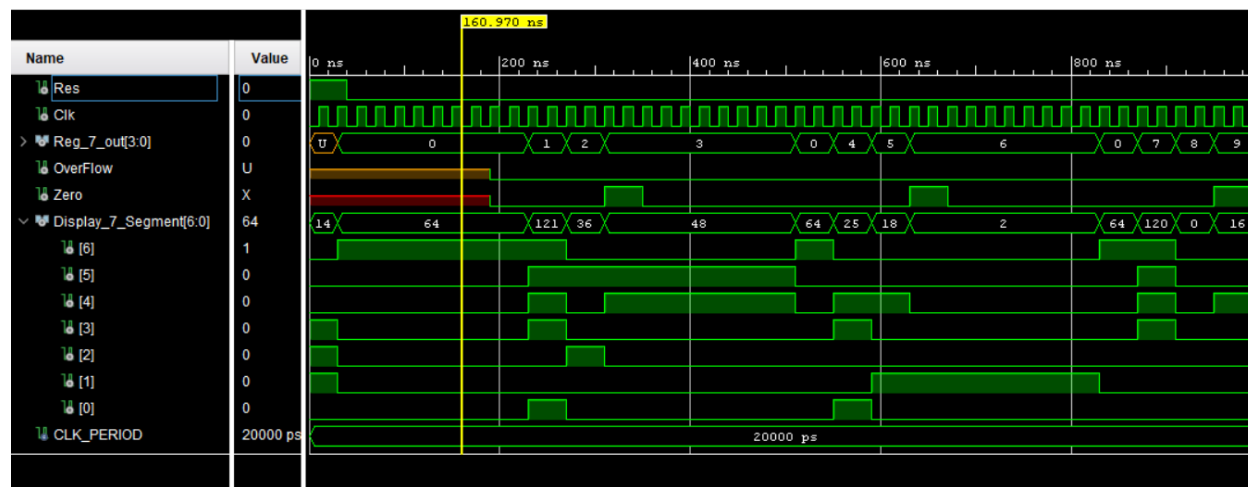 160.970 ns
Name Value
0 ns 200 ns 400 ns 600 ns 800 ns
Res 0
Clk 0
Reg_7_out[3:0] 0 U 0 1 2 3 0 4 5 6 0 7 8 9
OverFlow U
Zero X
Display_7_Segment[6:0] 64 14 64 121 36 48 64 25 18 2 64 120 0 16
[6] 1
[5] 0
[4] 0
[3] 0
[2] 0
[1] 0
[0] 0
CLK_PERIOD 20000 ps 20000 ps